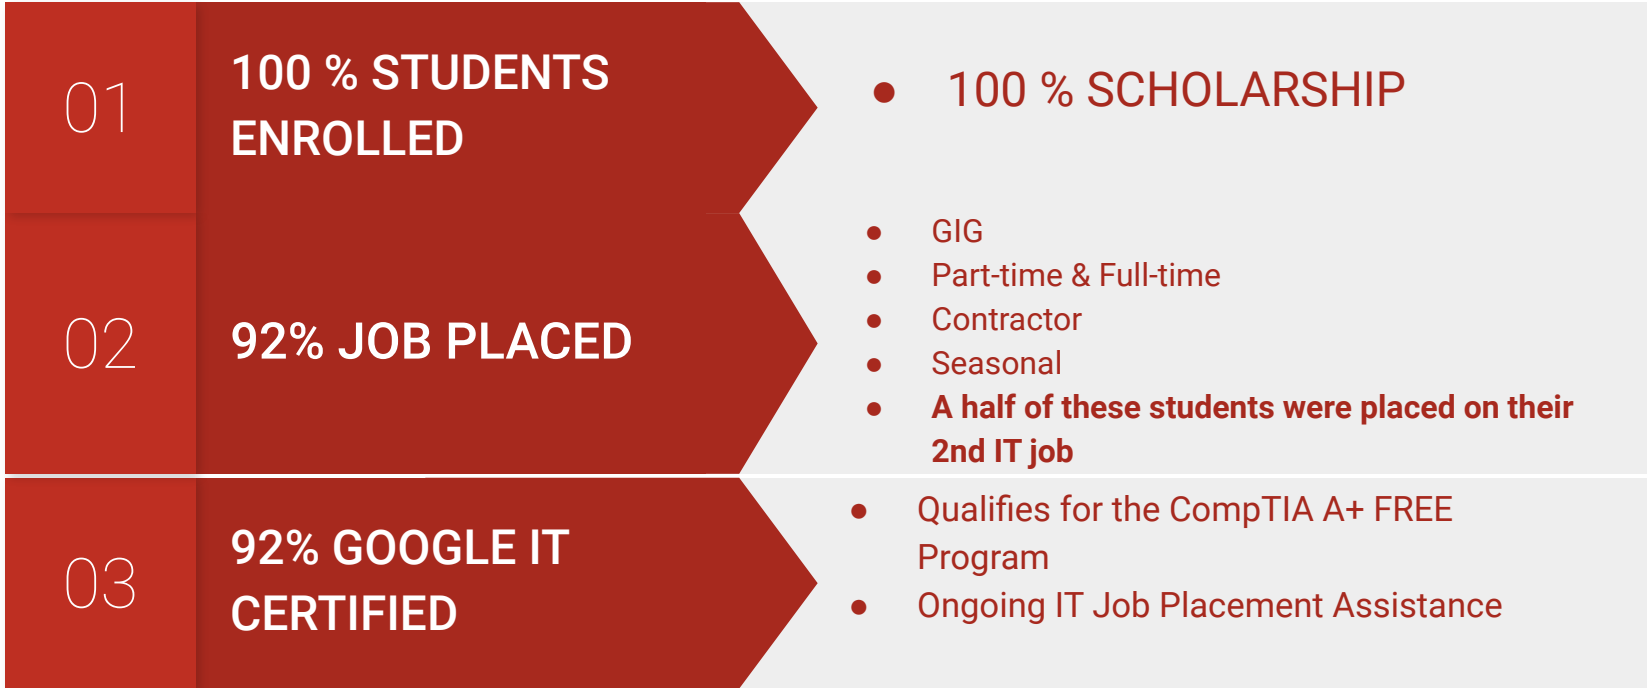 01
100 % STUDENTS
ENROLLED
● 100 % SCHOLARSHIP
02
92% JOB PLACED
● GIG
● Part-time & Full-time
● Contractor
● Seasonal
● A half of these students were placed on their
2nd IT job
03
92% GOOGLE IT
CERTIFIED
● Qualifies for the CompTIA A+ FREE
Program
● Ongoing IT Job Placement Assistance